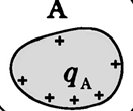 A
+
+
+ q_A
+ + + +